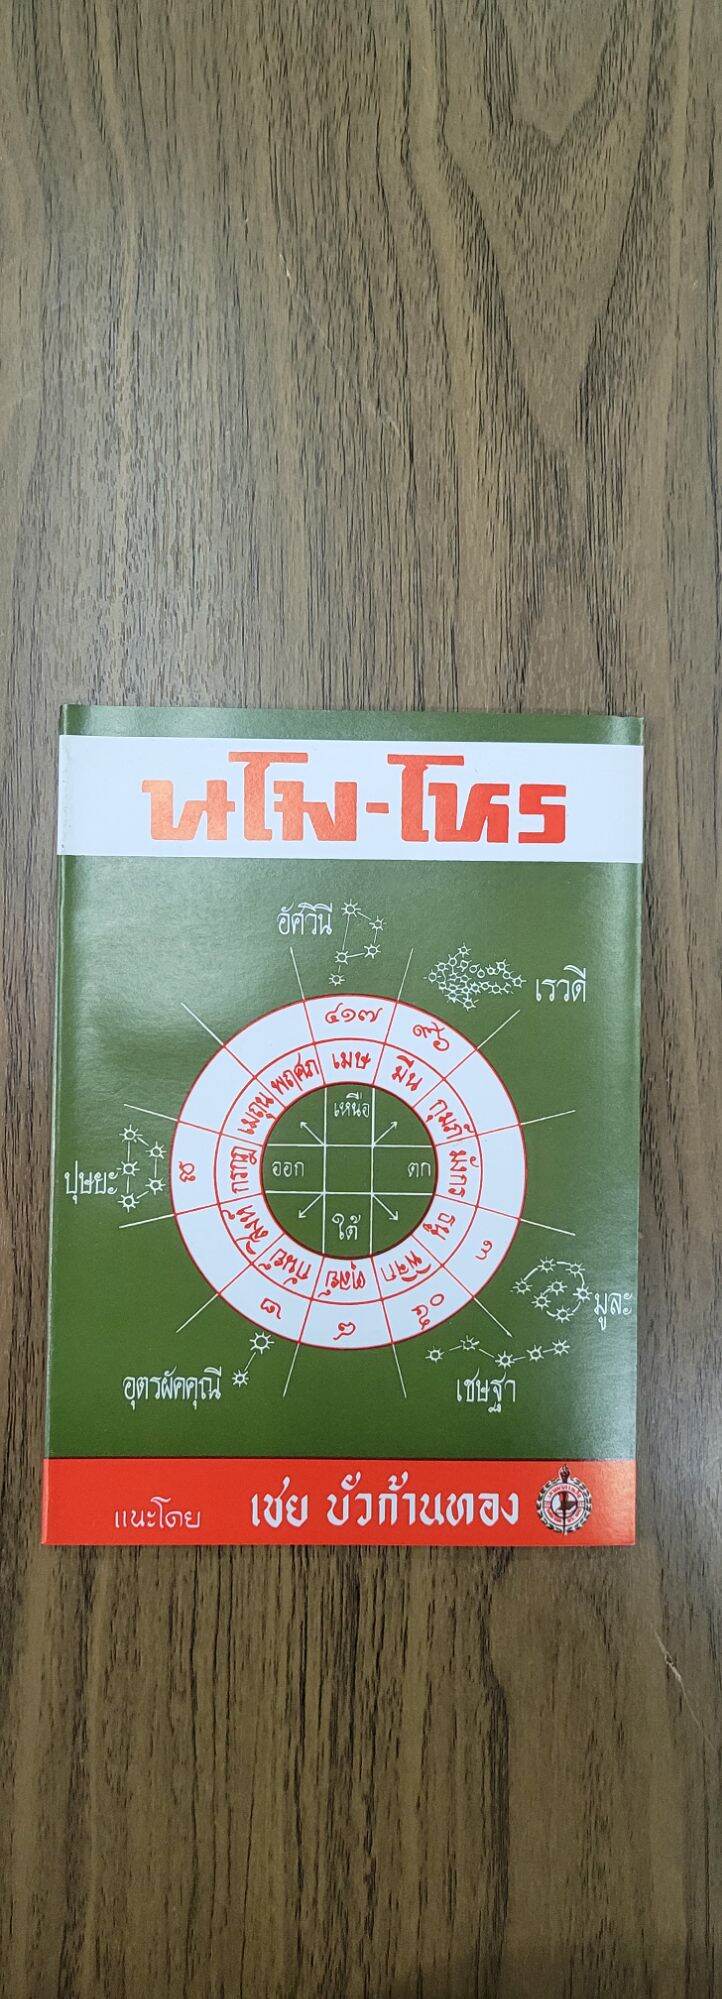 นโม-โหร
อัศวินี
เรวดี
๔๑๗
๙๖
พฤศภ
เมษ
มีน
เมถุน
กุมภ์
เหนือ
กรกฎ
มังกร
ออก
ตก
ปุษยะ
สิงห์
ธนู
๓
ใต้
กันย์
ตุลย์
พิจิก
๒
๘
๐๕
มูละ
อุตรผัคคุณี
เชษฐา
แนะโดย เชย บัวก้านทอง